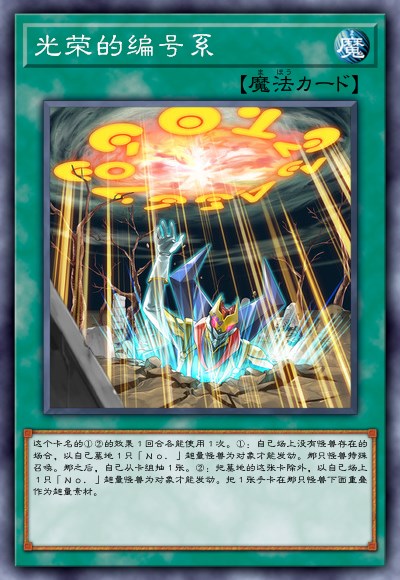 光荣的编号系
魔
【魔法カード】
ま ほう
这个卡名的①②的效果1回合各能使用1次。①：自己场上没有怪兽存在的
场合，以自己墓地1只「No.」超量怪兽为对象才能发动。那只怪兽特殊
召唤。那之后，自己从卡组抽1张。②：把墓地的这张卡除外，以自己场上
1只「No.」超量怪兽为对象才能发动。把1张手卡在那只怪兽下面重叠
作为超量素材。